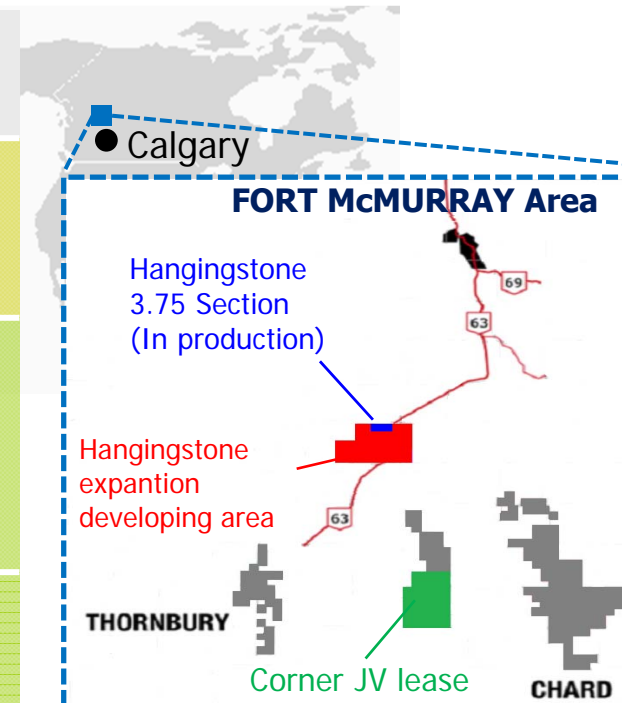 Calgary
FORT McMURRAY Area
Hangingstone
3.75 Section
(In production)
69
63
Hangingstone
expantion
developing area
63
THORNBURY
Corner JV lease
CHARD